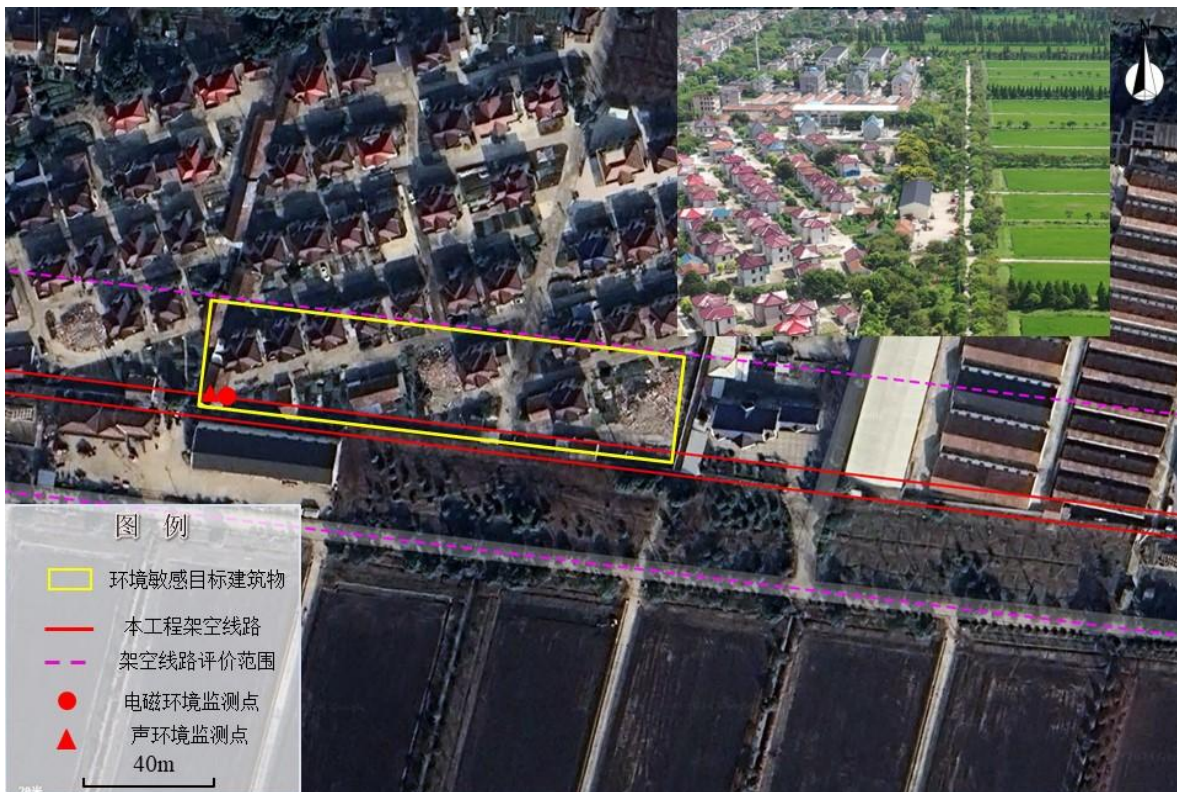 N
图 例
环境敏感目标建筑物
本工程架空线路
架空线路评价范围
电磁环境监测点
声环境监测点
40m